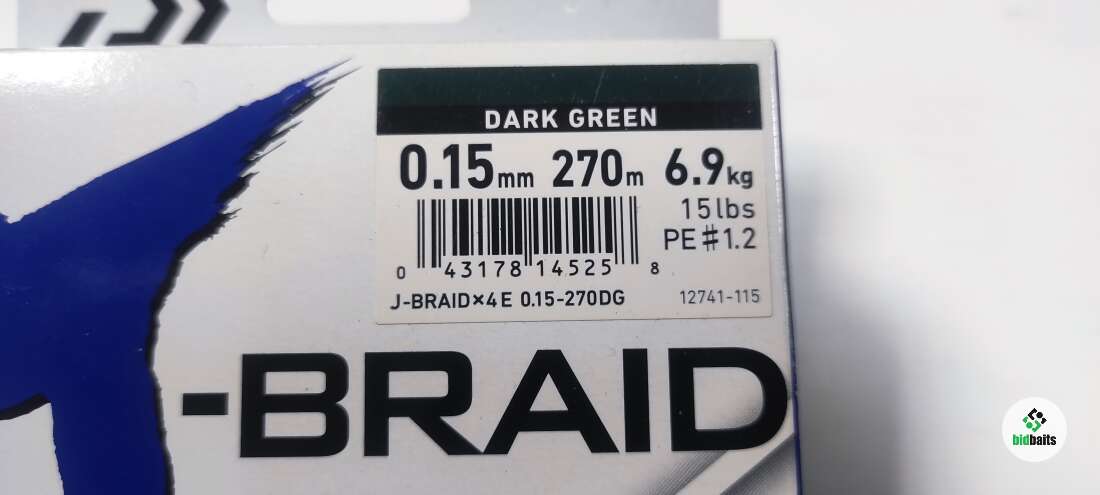 DARK GREEN
0.15mm 270m 6.9kg
15lbs
PE#1.2
0 43178 14525 8
J-BRAID×4E 0.15-270DG 12741-115
J-BRAID
bidbaits